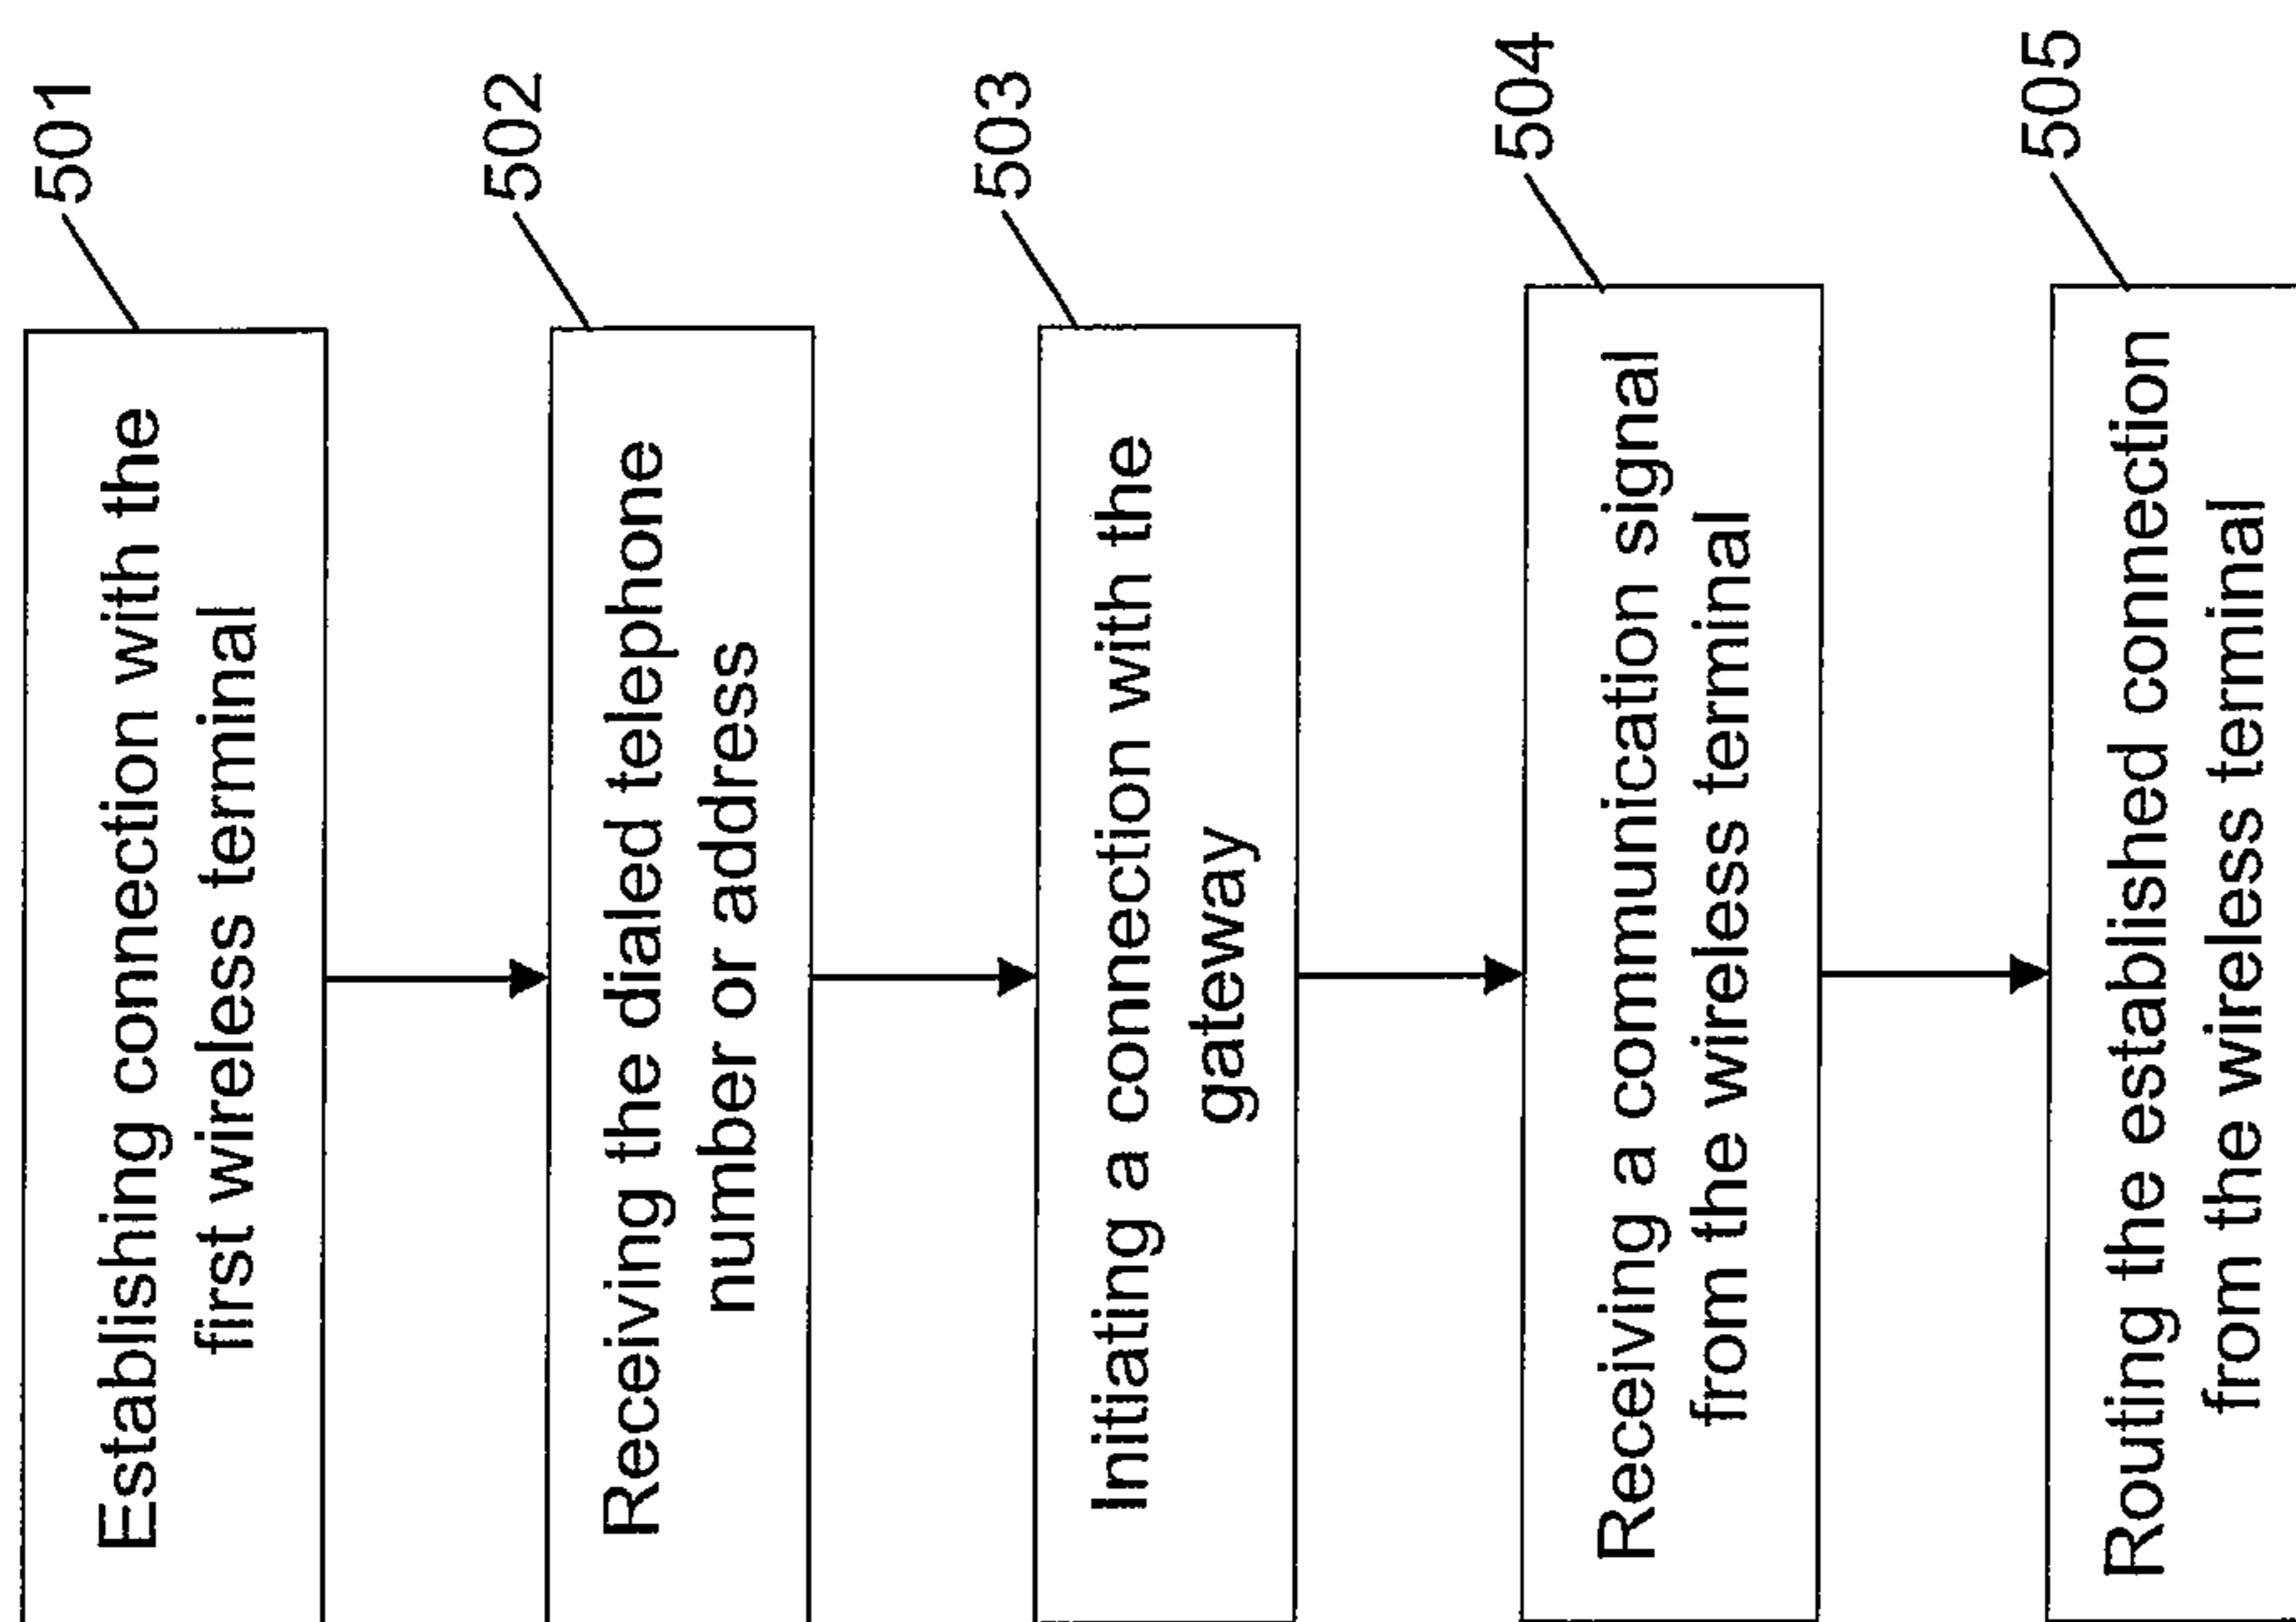 501
Establishing connection with the
first wireless terminal
502
Receiving the dialed telephone
number or address
503
Initiating a connection with the
gateway
504
Receiving a communication signal
from the wireless terminal
505
Routing the established connection
from the wireless terminal